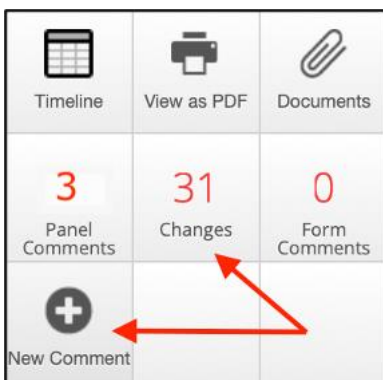 Timeline
View as PDF
Documents
3
Panel
Comments
31
Changes
0
Form
Comments
New Comment